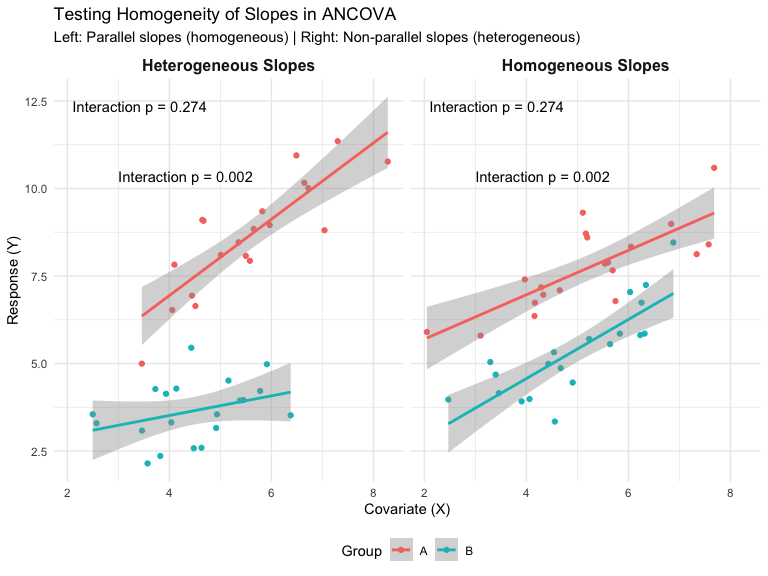 Testing Homogeneity of Slopes in ANCOVA
Left: Parallel slopes (homogeneous) | Right: Non-parallel slopes (heterogeneous)
Heterogeneous Slopes
Homogeneous Slopes
Response (Y)
12.5
10.0
7.5
5.0
2.5
Interaction p = 0.274
Interaction p = 0.002
Interaction p = 0.274
Interaction p = 0.002
2 4 6 8
2 4 6 8
Covariate (X)
Group A B